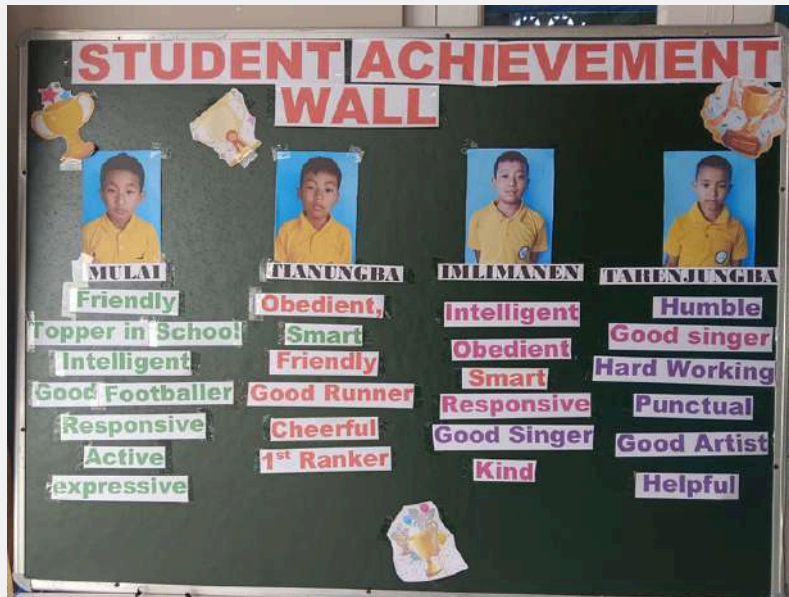 STUDENT ACHIEVEMENT
WALL
MULAI
Friendly
Topper in School
Intelligent
Good Footballer
Responsive
Active
expressive
TIANUNGBA
Obedient,
Smart
Friendly
Good Runner
Cheerful
1st Ranker
IMLIMANEN
Intelligent
Obedient
Smart
Responsive
Good Singer
Kind
TARENJUNGBA
Humble
Good singer
Hard Working
Punctual
Good Artist
Helpful